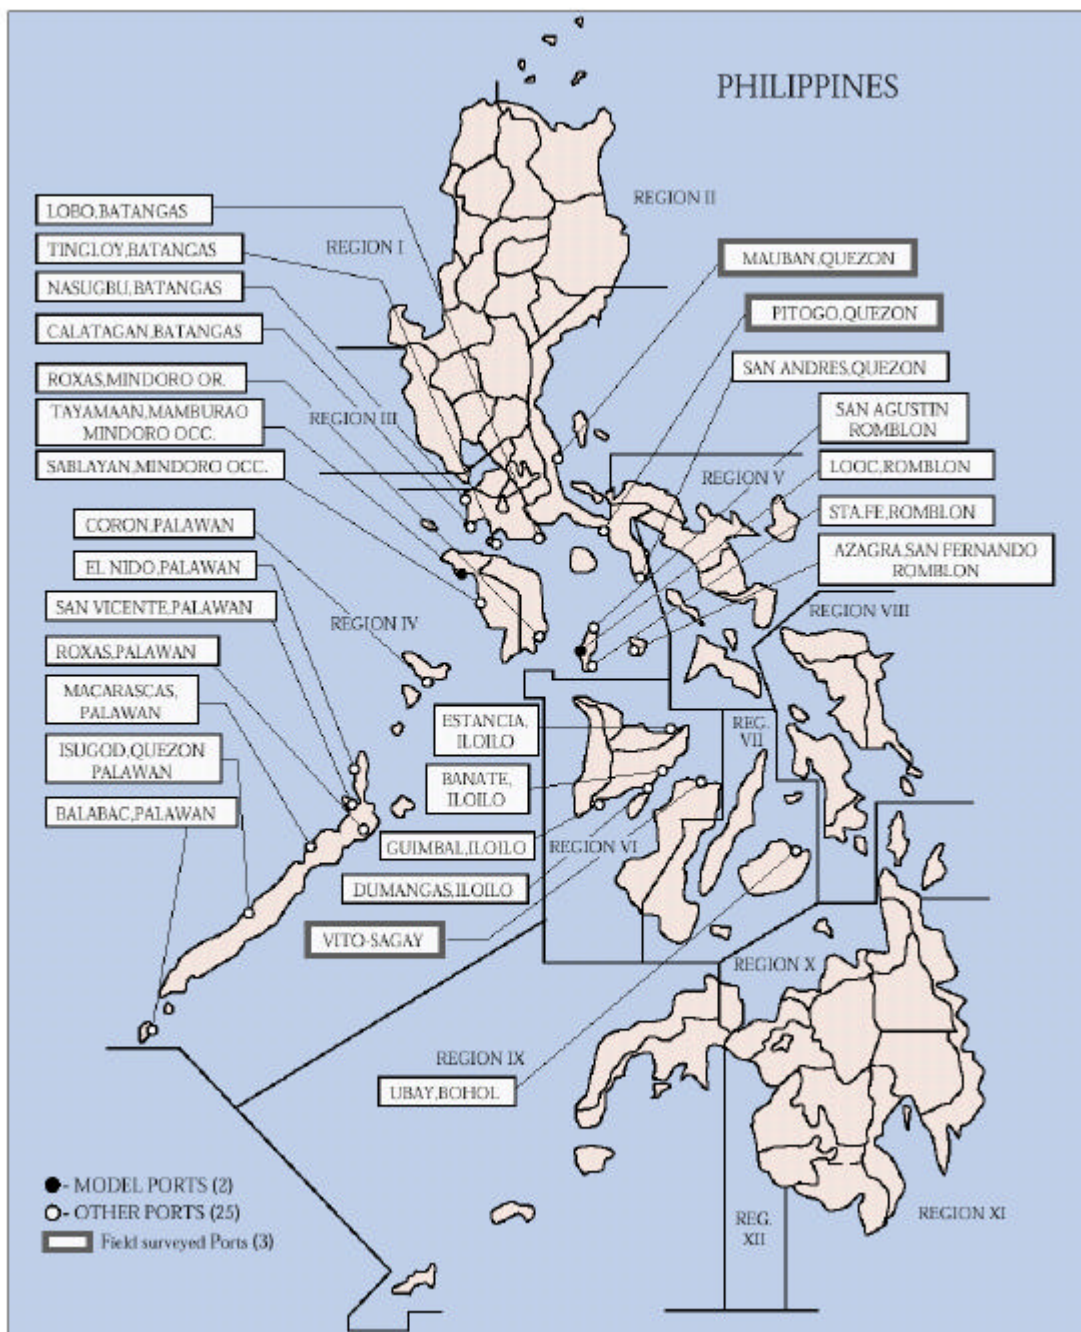 PHILIPPINES
REGION II
LOBO,BATANGAS
TINGLOY,BATANGAS
REGION I
NASUGBU,BATANGAS
CALATAGAN,BATANGAS
ROXAS,MINDORO OR.
TAYAMAAN,MAMBURAO
MINDORO OCC.
REGION III
SABLAYAN,MINDORO OCC.
MAUBAN,QUEZON
PITOGO,QUEZON
SAN ANDRES,QUEZON
SAN AGUSTIN
ROMBLON
REGION V
LOOC,ROMBLON
STA.FE,ROMBLON
AZAGRA,SAN FERNANDO
ROMBLON
REGION VIII
CORON,PALAWAN
EL NIDO,PALAWAN
SAN VICENTE,PALAWAN
REGION IV
ROXAS,PALAWAN
MACARASCAS,
PALAWAN
ISUGOD,QUEZON
PALAWAN
BALABAC,PALAWAN
ESTANCIA,
ILOILO
REG.
VII
BANATE,
ILOILO
GUIMBAL,ILOILO
REGION VI
DUMANGAS,ILOILO
VITO-SAGAY
REGION X
REGION IX
UBAY,BOHOL
- MODEL PORTS (2)
- OTHER PORTS (25)
Field surveyed Ports (3)
REG.
XII
REGION XI